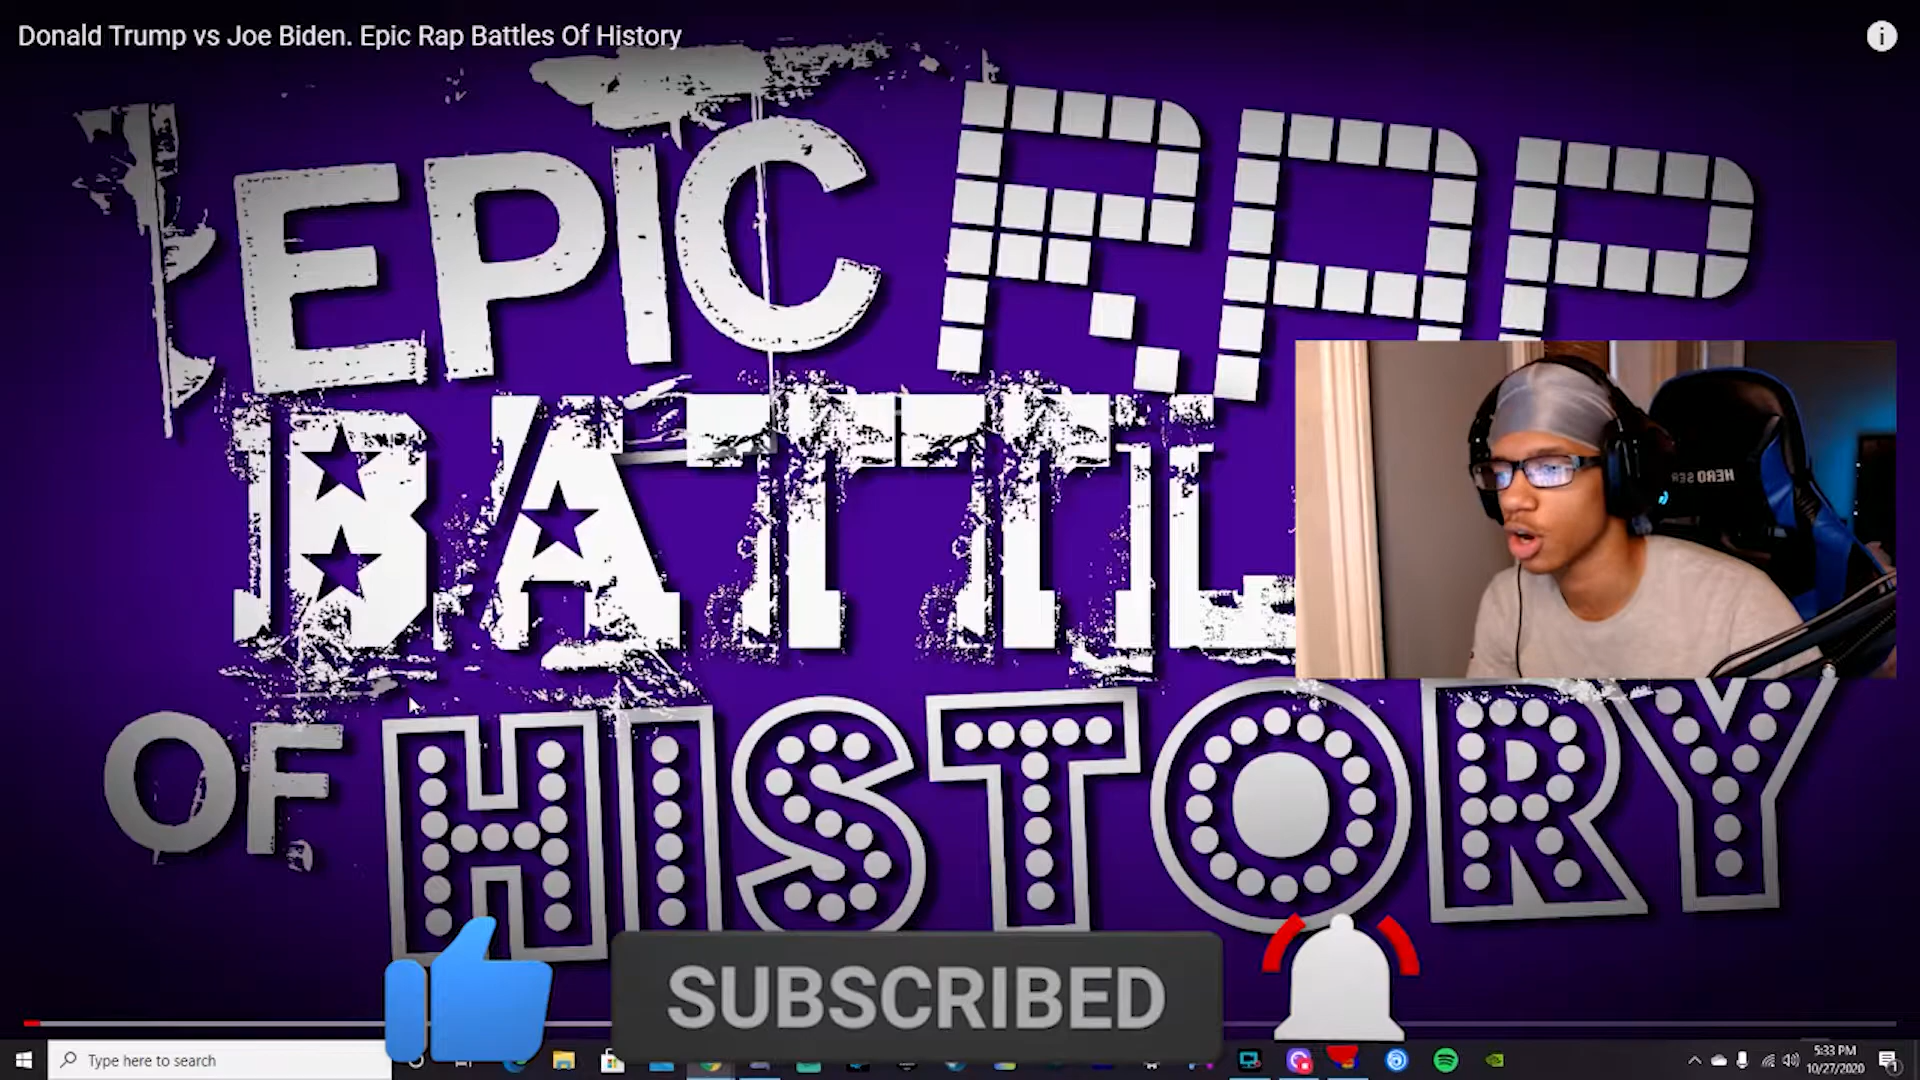 Donald Trump vs Joe Biden. Epic Rap Battles Of History
EPIC RAP
BATTL
OF HISTORY
SUBSCRIBED
Type here to search
5:33 PM
10/27/2020